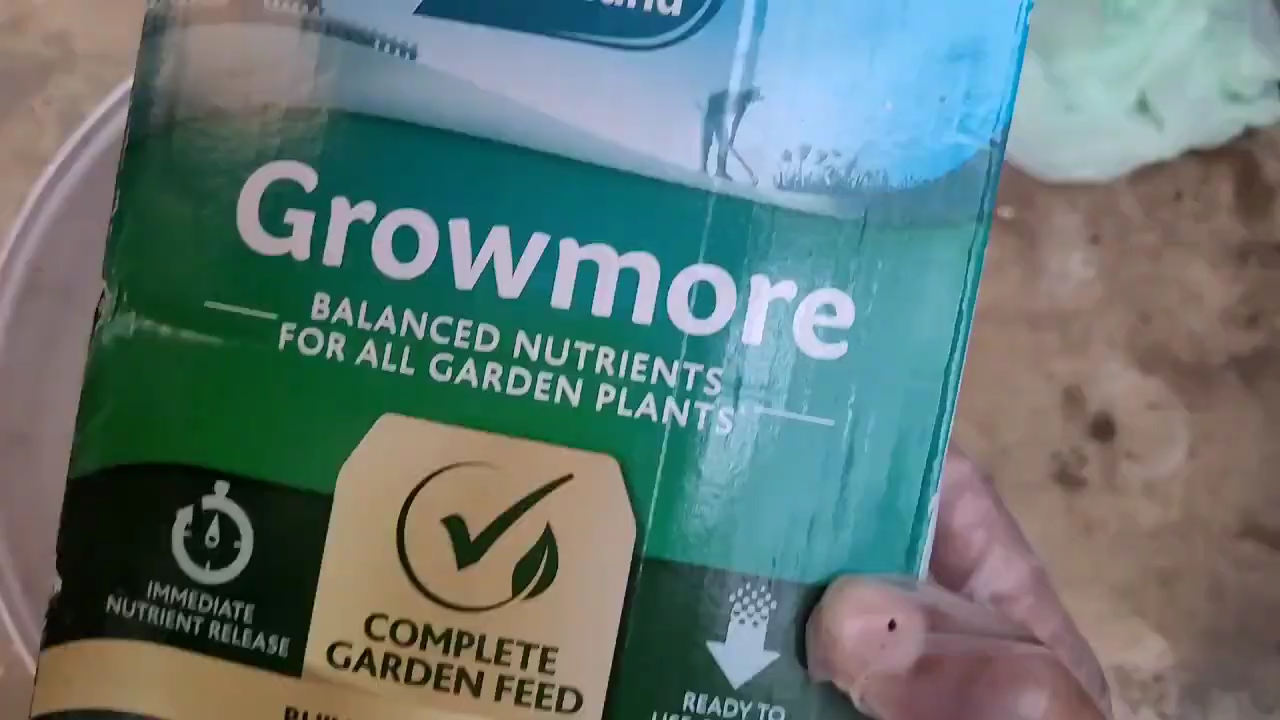 Growmore
BALANCED NUTRIENTS
FOR ALL GARDEN PLANTS
IMMEDIATE
NUTRIENT RELEASE
COMPLETE
GARDEN FEED
READY TO